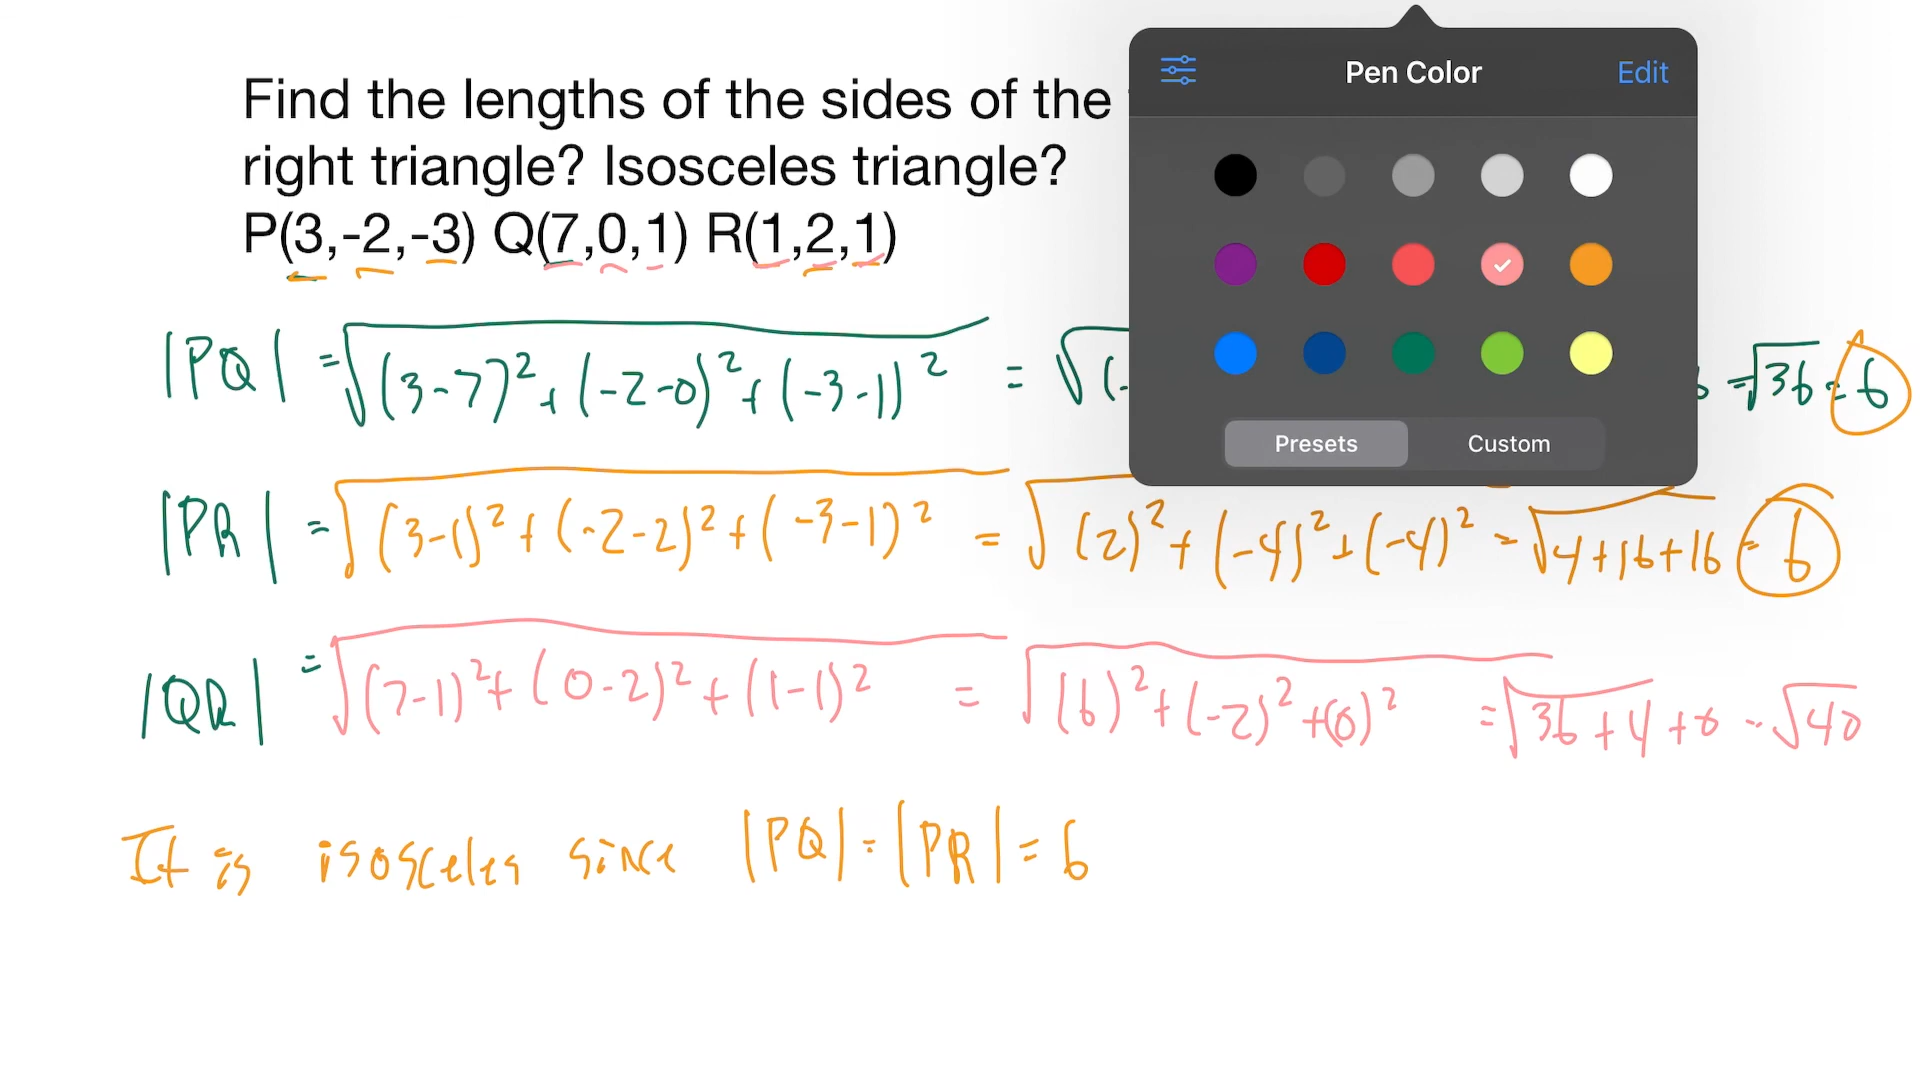 Pen Color
Edit
Find the lengths of the sides of the
right triangle? Isosceles triangle?
P(3,-2,-3) Q(7,0,1) R(1,2,1)
Presets
Custom
|PQ| = √(3-7)²+(-2-0)²+(-3-1)² = √(- =√36 = 6
|PR| = √(3-1)²+(-2-2)²+(-3-1)² = √(2)²+(-4)²+(-4)² = √4+16+16 = 6
|QR| = √(7-1)²+(0-2)²+(1-1)² = √(6)²+(-2)²+(0)² = √36+4+0 = √40
It is isosceles since |PQ| = |PR| = 6